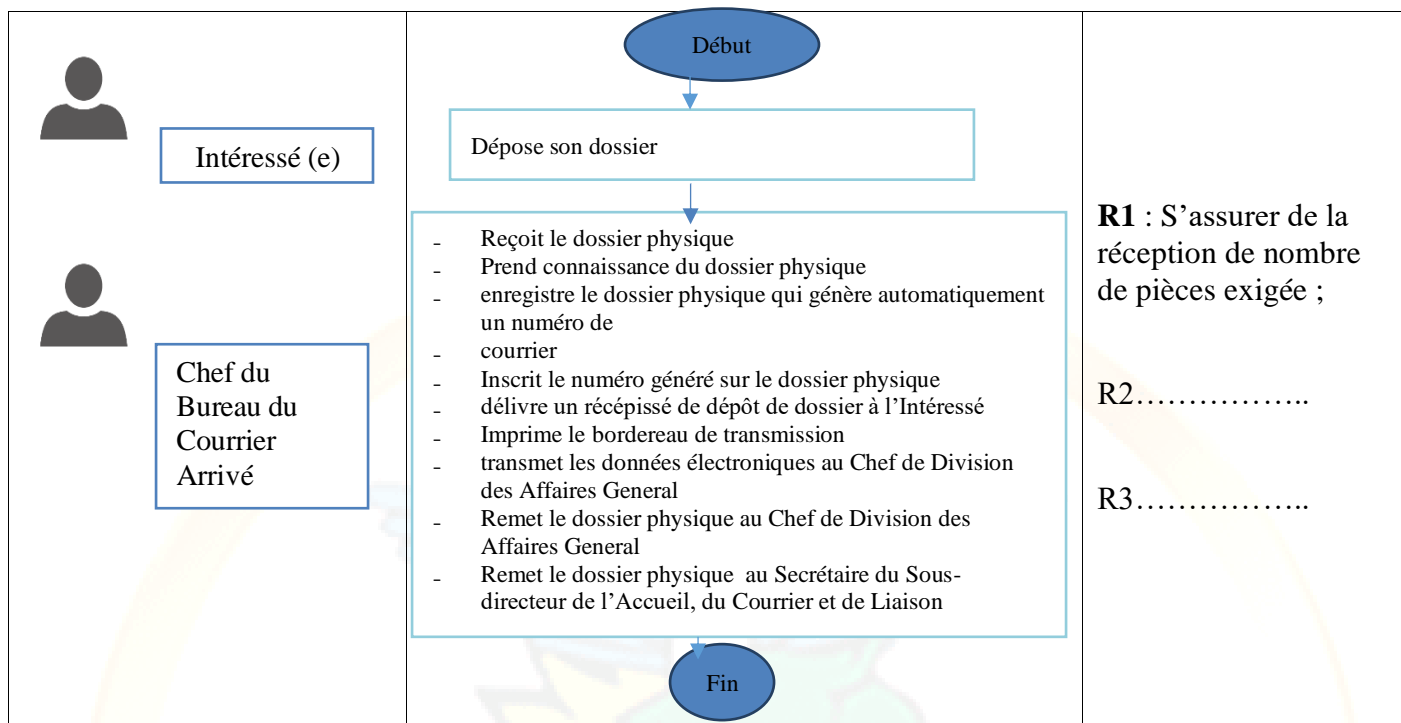 Début
Intéressé (e)
Dépose son dossier
Chef du
Bureau du
Courrier
Arrivé
- Reçoit le dossier physique
- Prend connaissance du dossier physique
- enregistre le dossier physique qui génère automatiquement
un numéro de
- courrier
- Inscrit le numéro généré sur le dossier physique
- délivre un récépissé de dépôt de dossier à l’Intéressé
- Imprime le bordereau de transmission
- transmet les données électroniques au Chef de Division
des Affaires General
- Remet le dossier physique au Chef de Division des
Affaires General
- Remet le dossier physique au Secrétaire du Sous-
directeur de l’Accueil, du Courrier et de Liaison
Fin
R1 : S’assurer de la
réception de nombre
de pièces exigée ;
R2……………..
R3……………..